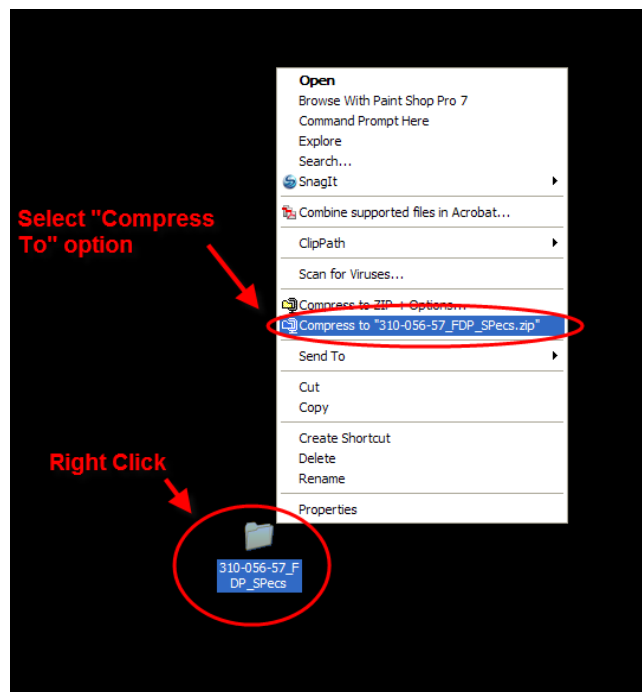 Open
Browse With Paint Shop Pro 7
Command Prompt Here
Explore
Search...
SnagIt
Combine supported files in Acrobat...
ClipPath
Scan for Viruses...
Compress to ZIP + Options...
Compress to "310-056-57_FDP_SPecs.zip"
Send To
Cut
Copy
Create Shortcut
Delete
Rename
Properties
Select "Compress
To" option
Right Click
310-056-57_F
DP_SPecs